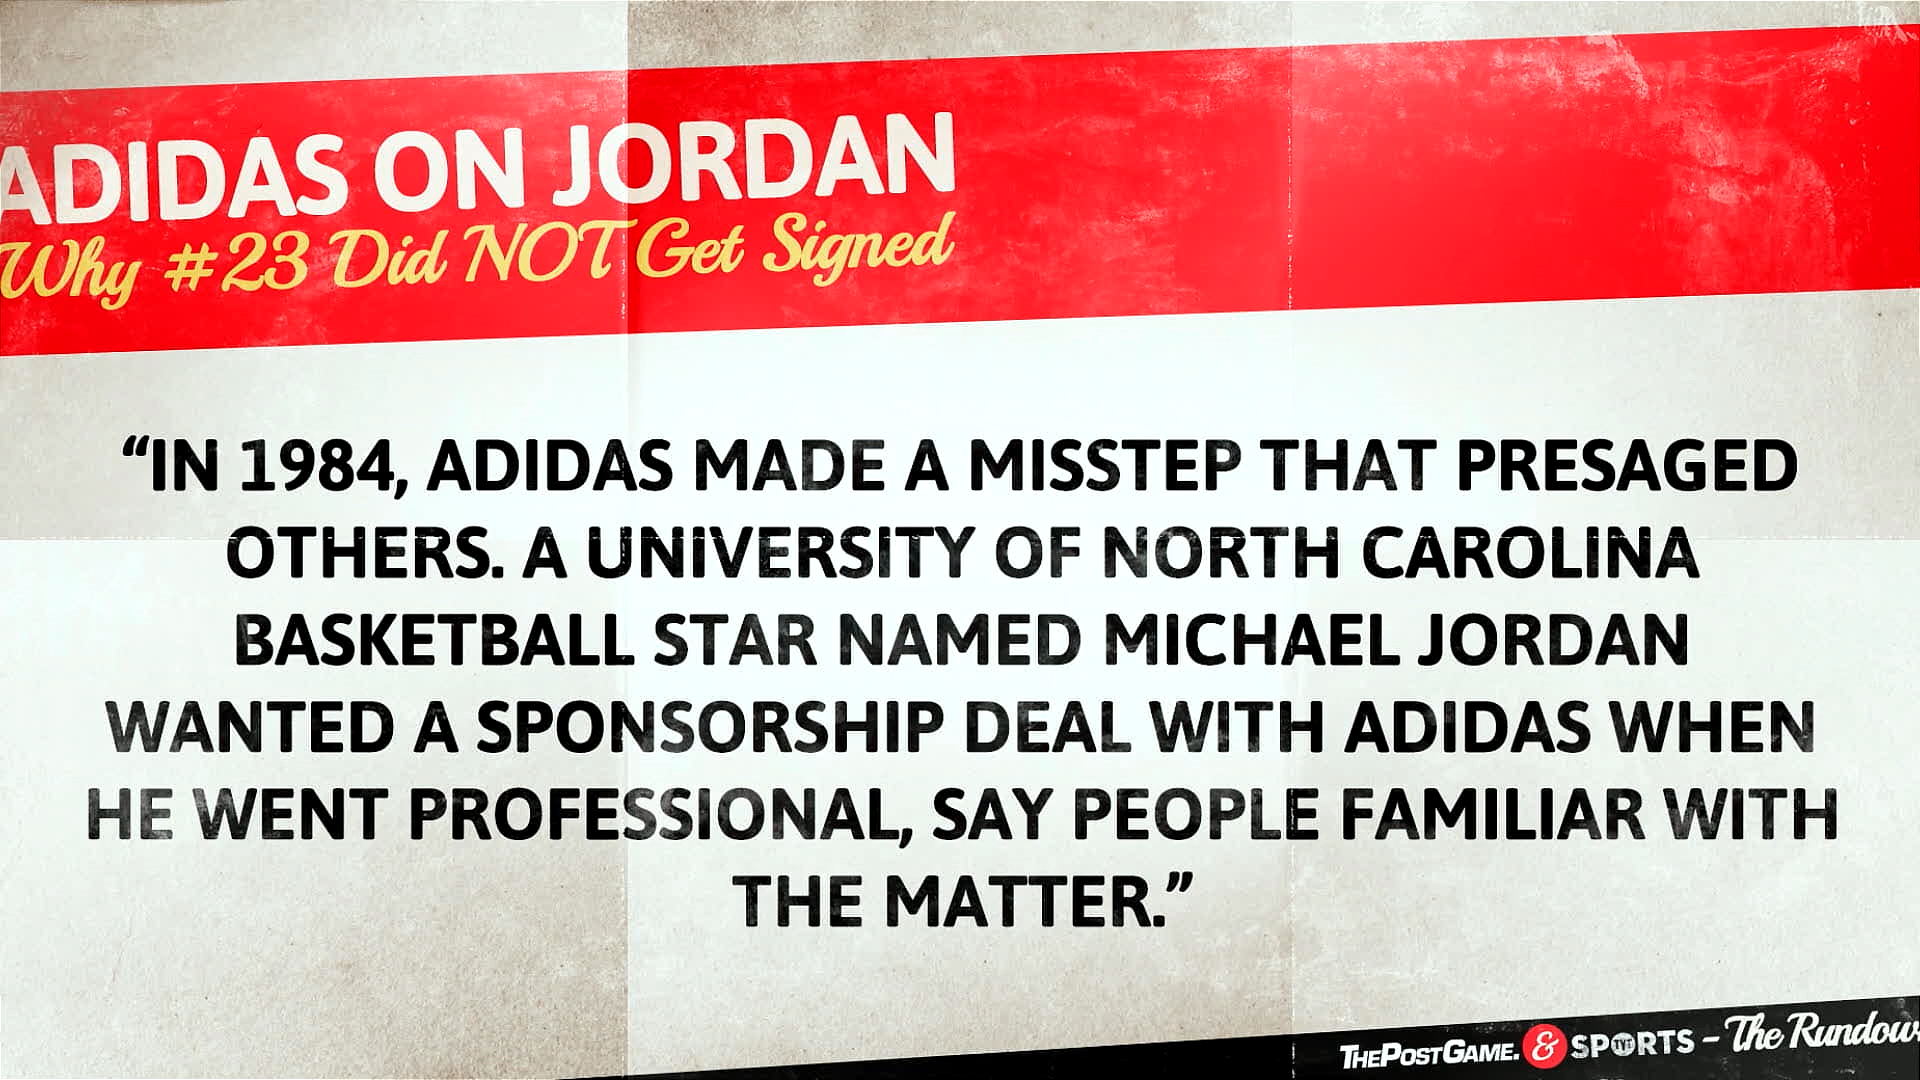 ADIDAS ON JORDAN
Why #23 Did NOT Get Signed
“IN 1984, ADIDAS MADE A MISSTEP THAT PRESAGED
OTHERS. A UNIVERSITY OF NORTH CAROLINA
BASKETBALL STAR NAMED MICHAEL JORDAN
WANTED A SPONSORSHIP DEAL WITH ADIDAS WHEN
HE WENT PROFESSIONAL, SAY PEOPLE FAMILIAR WITH
THE MATTER.”
THEPOSTGAME. & SPORTS – The Rundow